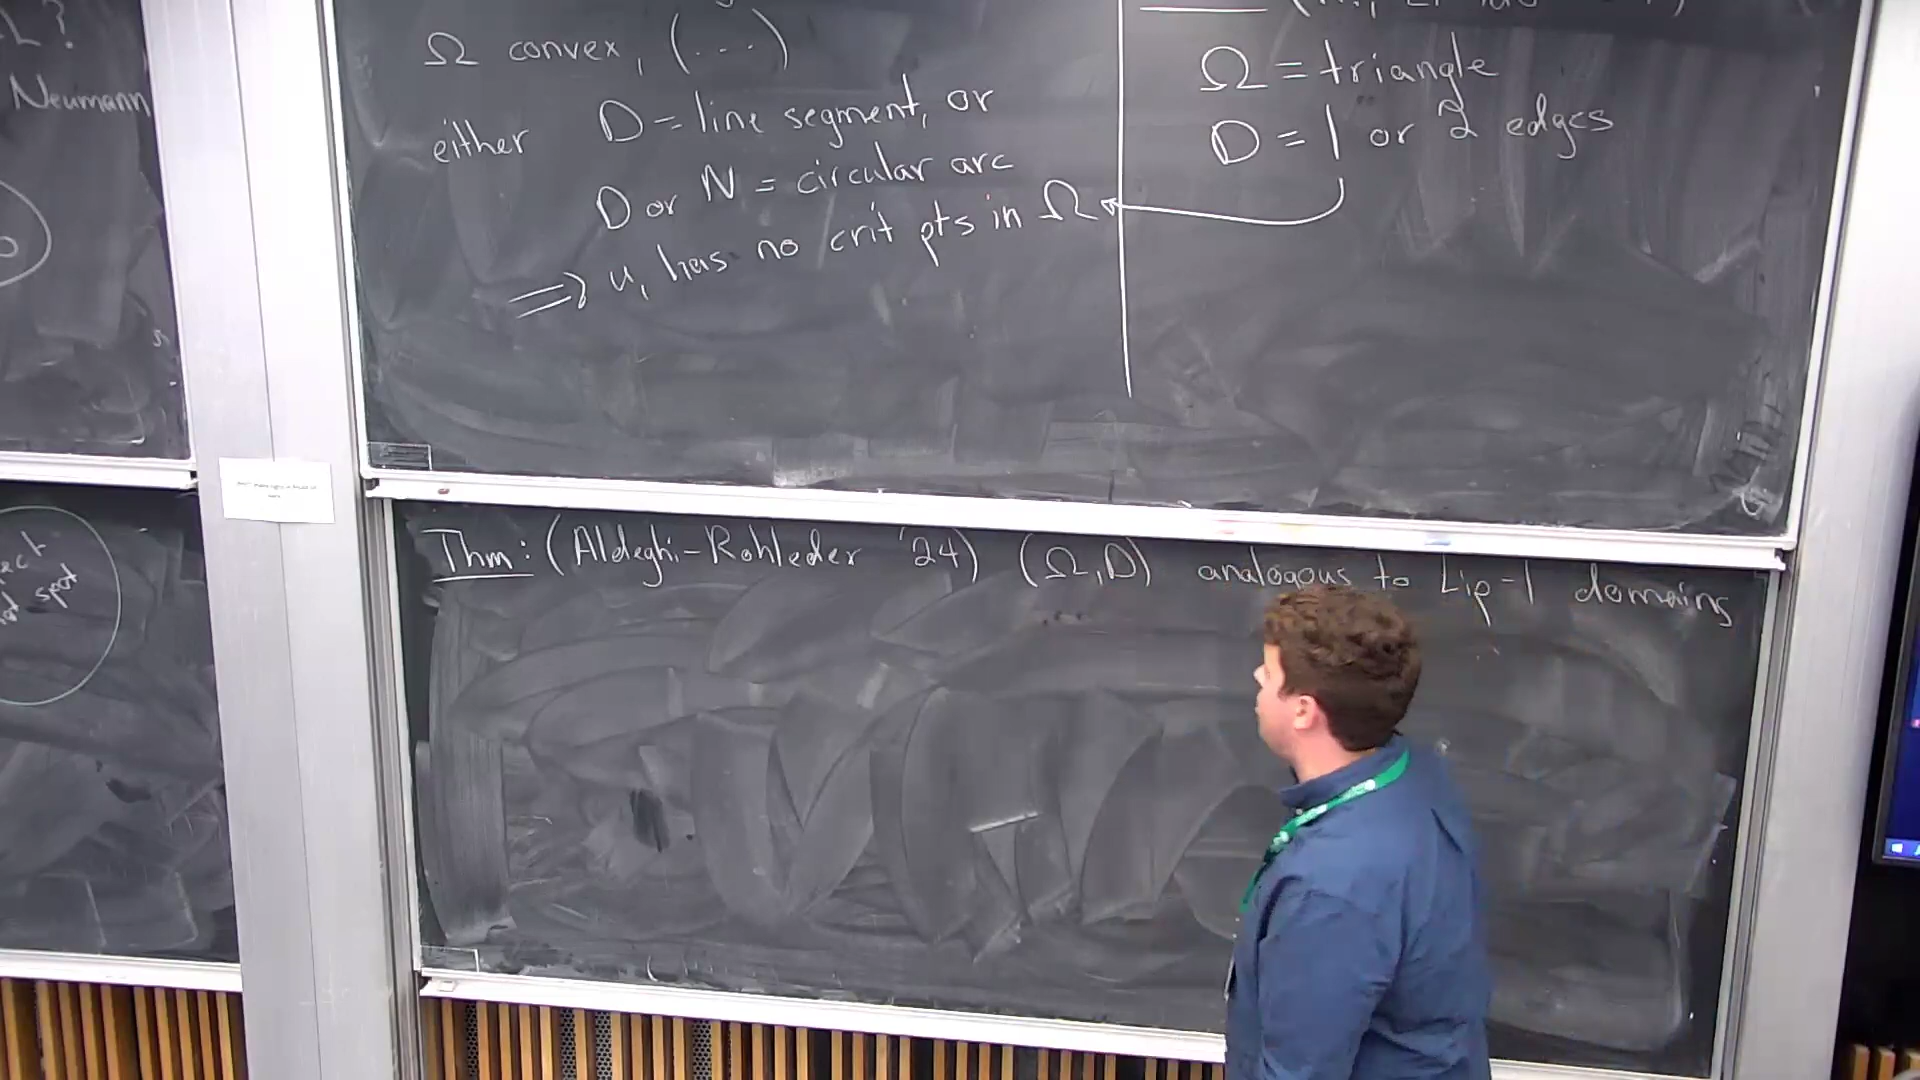 Neumann
Ω convex, (...)
either D = line segment, or
D or N = circular arc
⟹ u₁ has no crit pts in Ω
Ω = triangle
D = 1 or 2 edges
spot
Thm: (Aldeghi-Rohleder '24) (Ω,D) analogous to Lip-1 domains